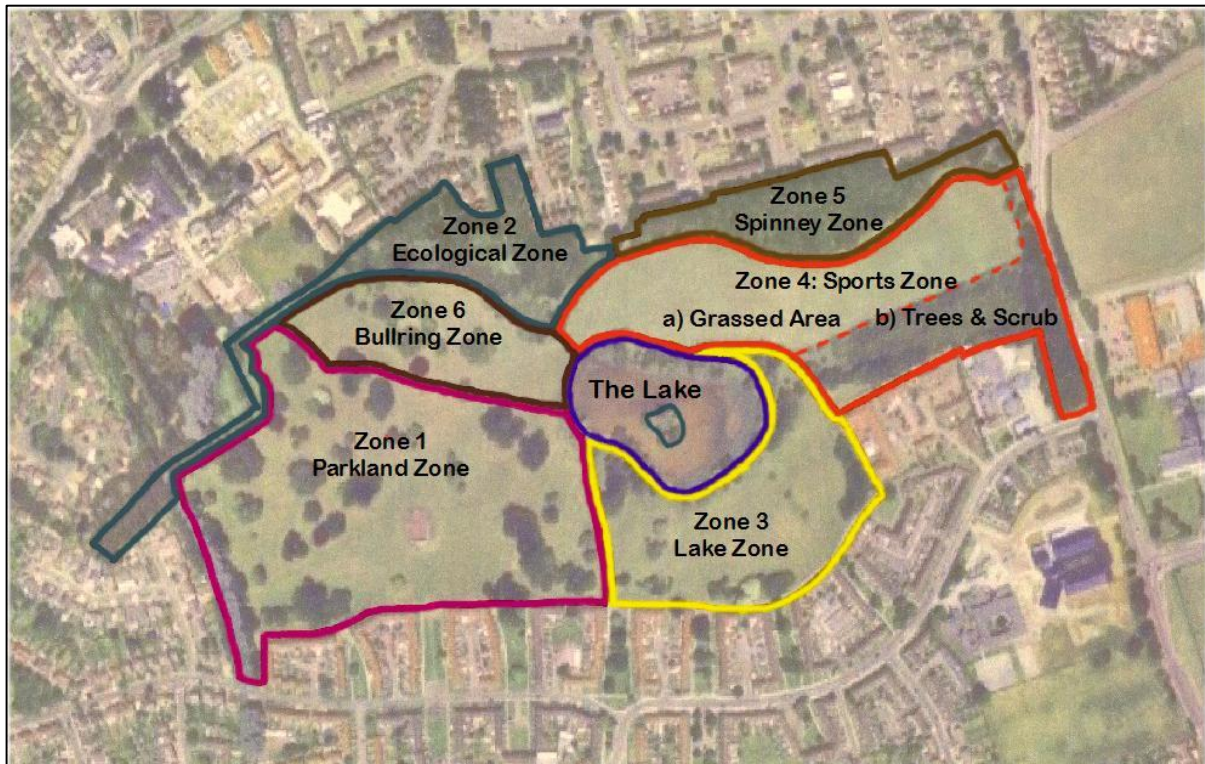 Zone 5
Spinney Zone
Zone 2
Ecological Zone
Zone 4: Sports Zone
a) Grassed Area
b) Trees & Scrub
Zone 6
Bullring Zone
The Lake
Zone 1
Parkland Zone
Zone 3
Lake Zone